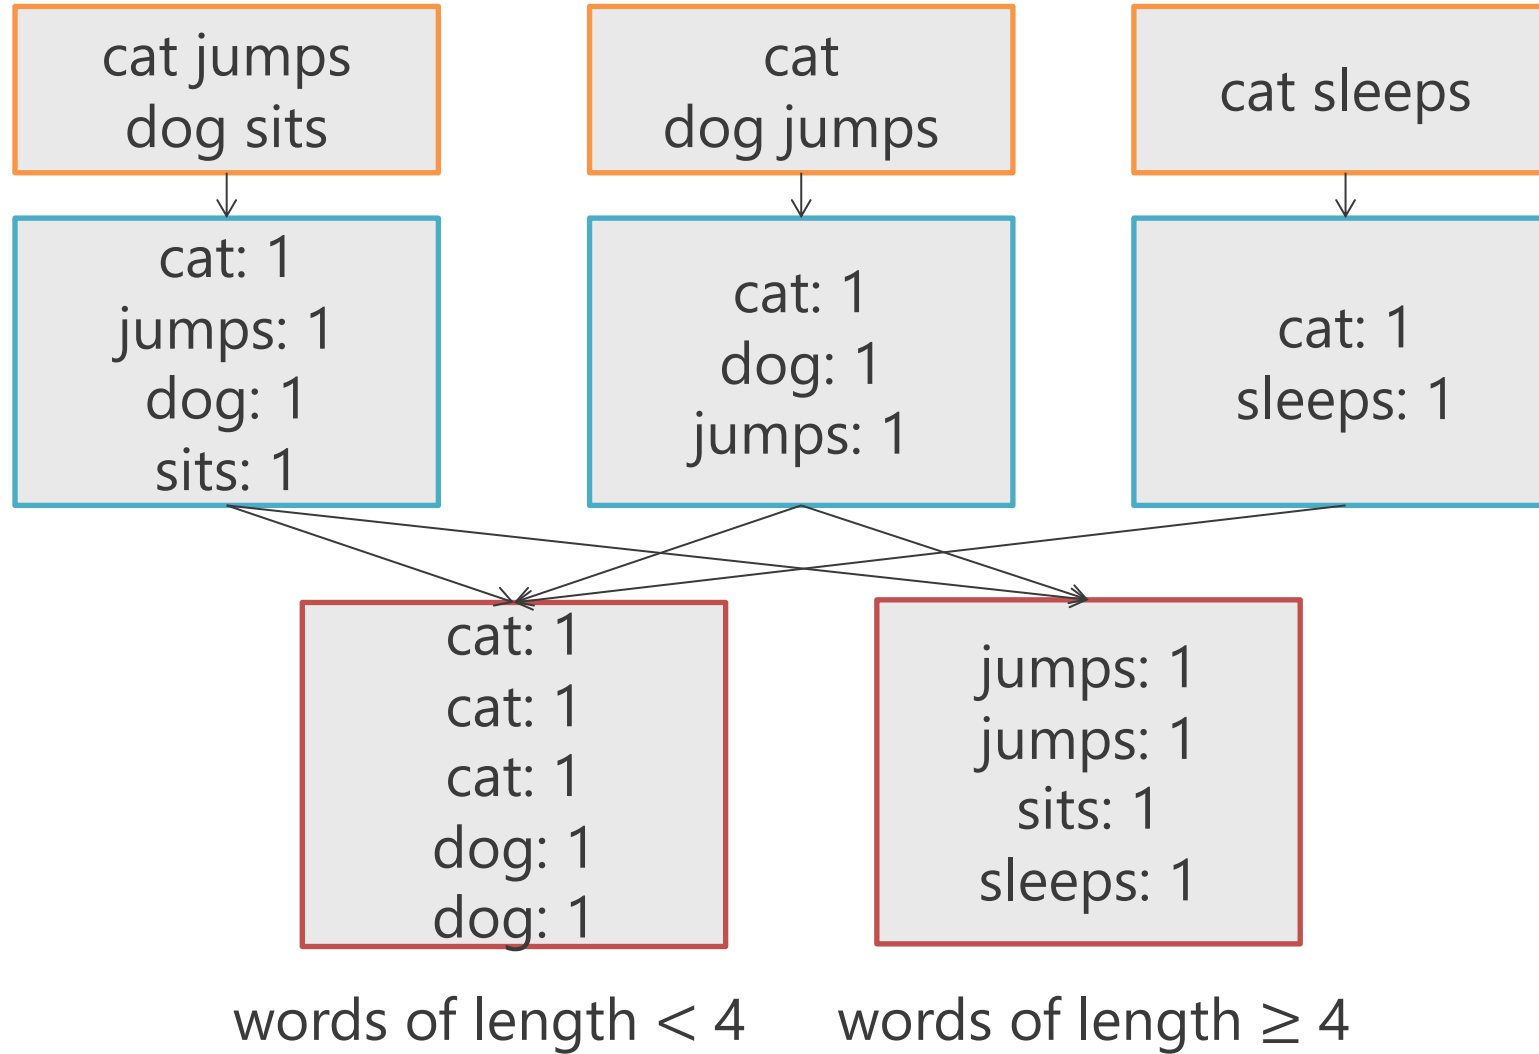 cat jumps
dog sits
cat
dog jumps
cat sleeps
cat: 1
jumps: 1
dog: 1
sits: 1
cat: 1
dog: 1
jumps: 1
cat: 1
sleeps: 1
cat: 1
cat: 1
cat: 1
dog: 1
dog: 1
jumps: 1
jumps: 1
sits: 1
sleeps: 1
words of length < 4
words of length ≥ 4